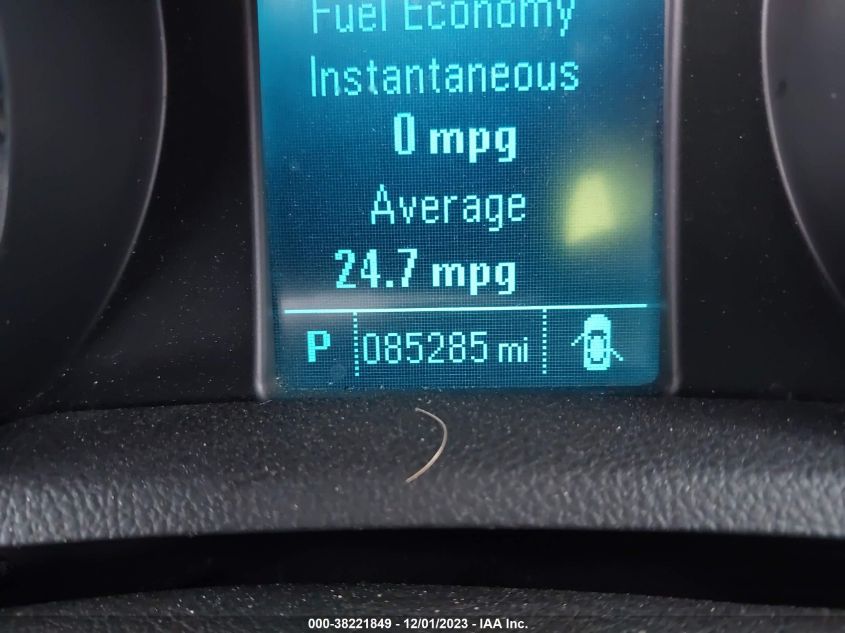 Fuel Economy
Instantaneous
0 mpg
Average
24.7 mpg
P 085285 mi
000-38221849 - 12/01/2023 - IAA Inc.